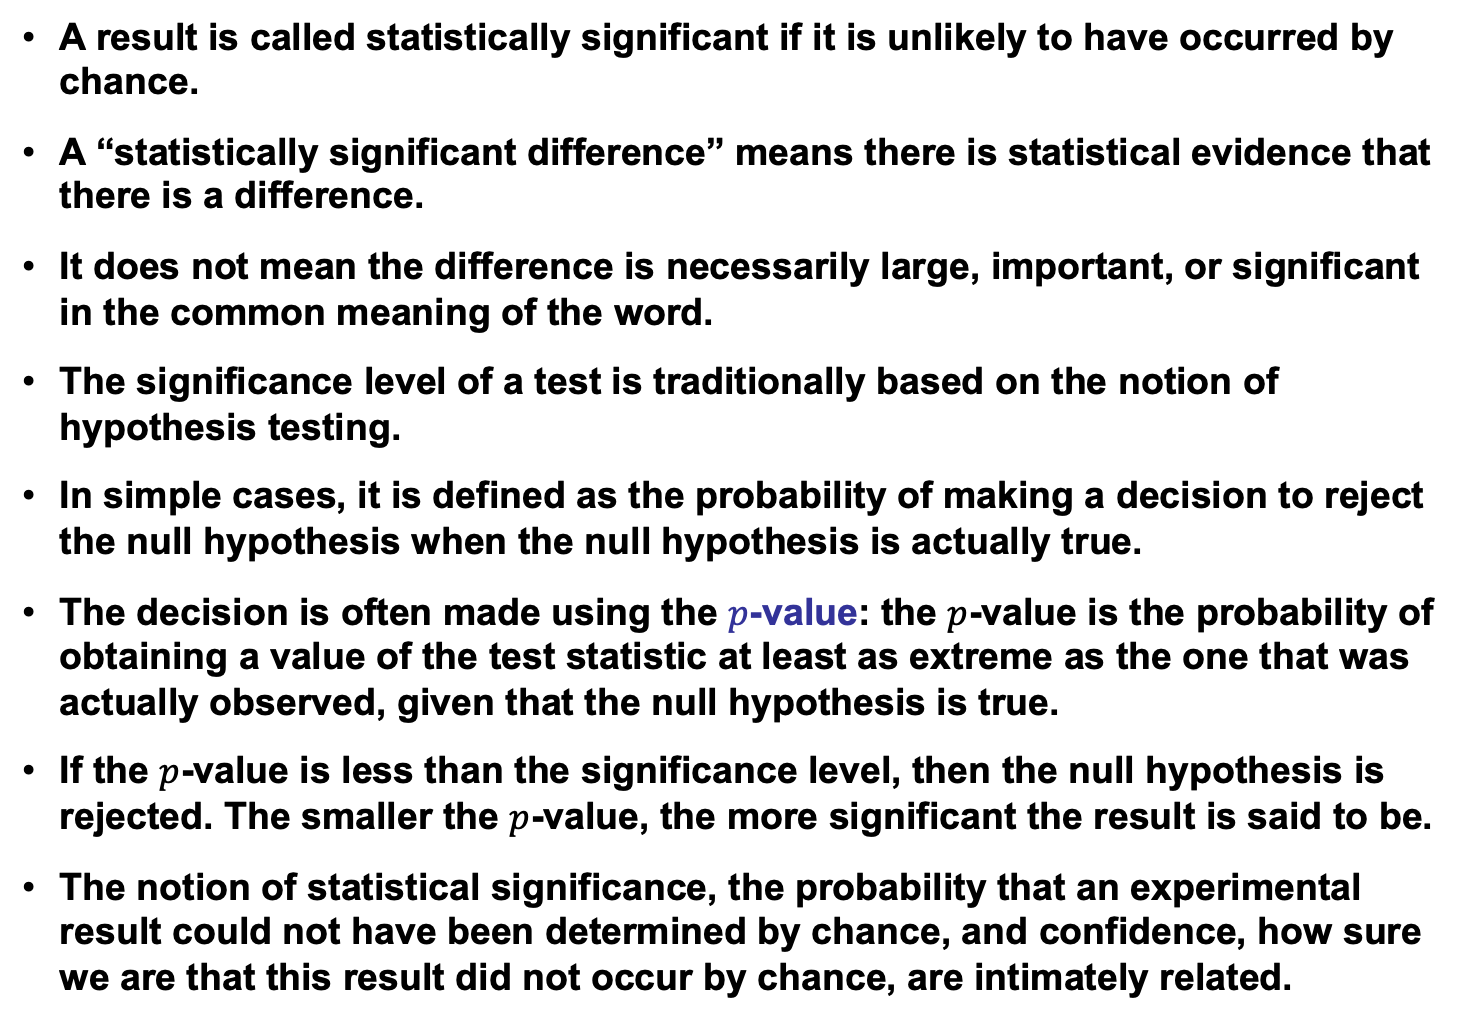 • A result is called statistically significant if it is unlikely to have occurred by
chance.
• A “statistically significant difference” means there is statistical evidence that
there is a difference.
• It does not mean the difference is necessarily large, important, or significant
in the common meaning of the word.
• The significance level of a test is traditionally based on the notion of
hypothesis testing.
• In simple cases, it is defined as the probability of making a decision to reject
the null hypothesis when the null hypothesis is actually true.
• The decision is often made using the p-value: the p-value is the probability of
obtaining a value of the test statistic at least as extreme as the one that was
actually observed, given that the null hypothesis is true.
• If the p-value is less than the significance level, then the null hypothesis is
rejected. The smaller the p-value, the more significant the result is said to be.
• The notion of statistical significance, the probability that an experimental
result could not have been determined by chance, and confidence, how sure
we are that this result did not occur by chance, are intimately related.